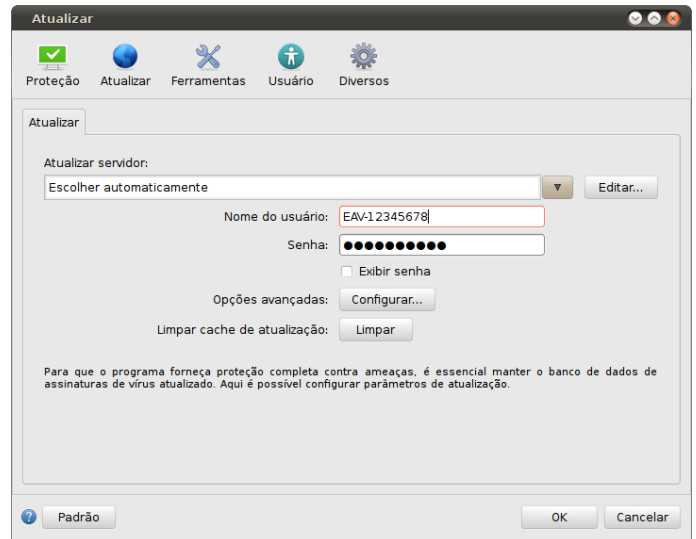 Atualizar
Proteção Atualizar Ferramentas Usuário Diversos
Atualizar
Atualizar servidor:
Escolher automaticamente Editar...
Nome do usuário: EAV-12345678
Senha: ●●●●●●●●●●
Exibir senha
Opções avançadas: Configurar...
Limpar cache de atualização: Limpar
Para que o programa forneça proteção completa contra ameaças, é essencial manter o banco de dados de
assinaturas de vírus atualizado. Aqui é possível configurar parâmetros de atualização.
? Padrão OK Cancelar